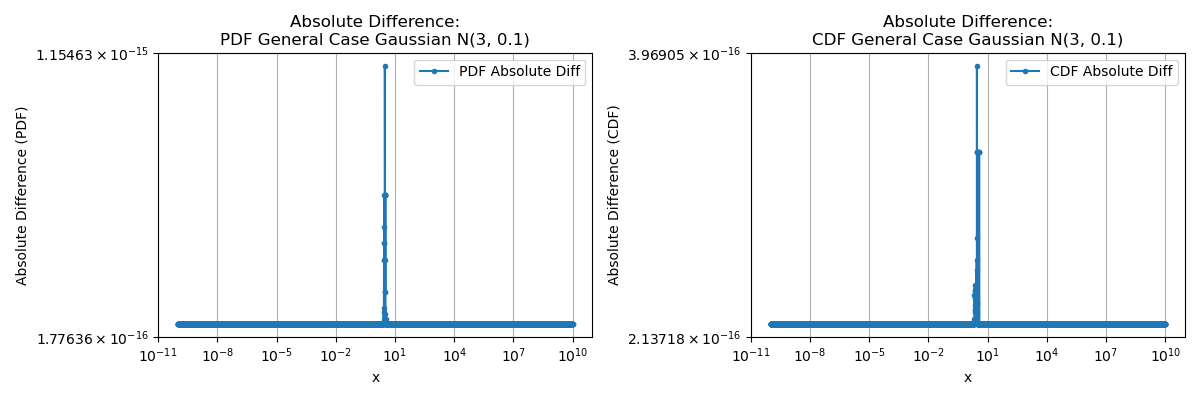 Absolute Difference:
PDF General Case Gaussian N(3, 0.1)
1.15463 × 10⁻¹⁵
PDF Absolute Diff
Absolute Difference (PDF)
1.77636 × 10⁻¹⁶
10⁻¹¹ 10⁻⁸ 10⁻⁵ 10⁻² 10¹ 10⁴ 10⁷ 10¹⁰
x
Absolute Difference:
CDF General Case Gaussian N(3, 0.1)
3.96905 × 10⁻¹⁶
CDF Absolute Diff
Absolute Difference (CDF)
2.13718 × 10⁻¹⁶
10⁻¹¹ 10⁻⁸ 10⁻⁵ 10⁻² 10¹ 10⁴ 10⁷ 10¹⁰
x